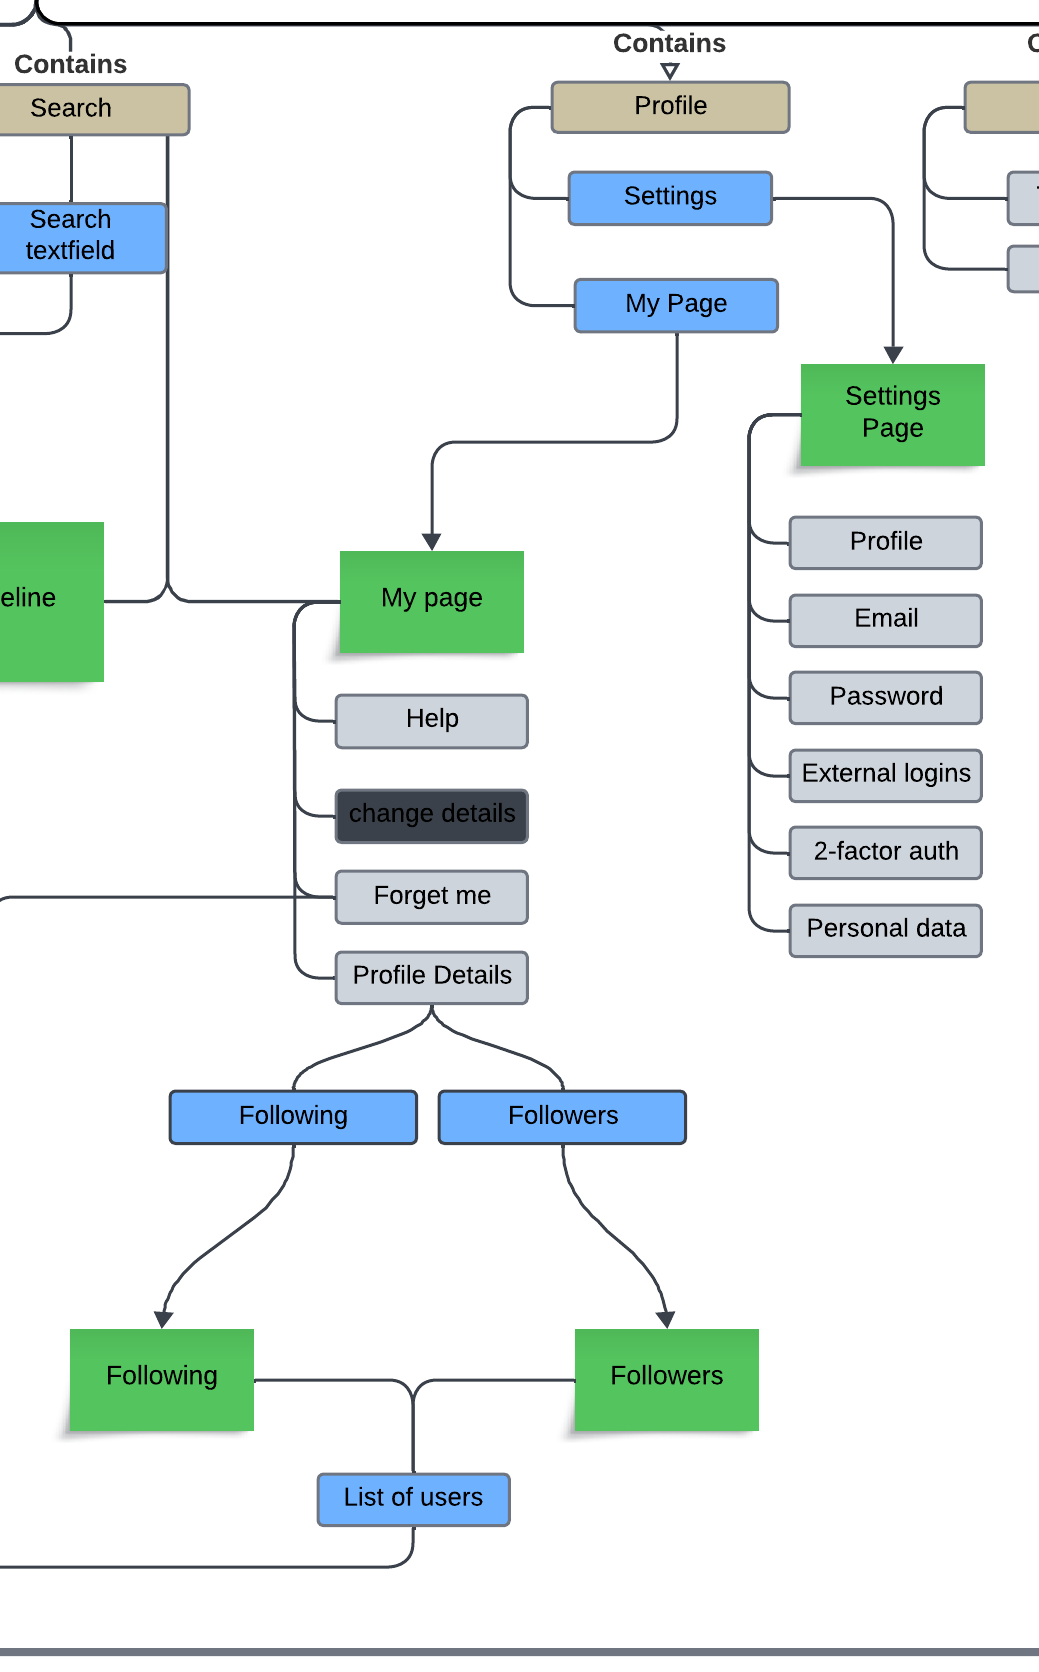 Contains
Contains
Search
Profile
Search
textfield
Settings
My Page
Settings
Page
eline
My page
Profile
Email
Help
Password
External logins
change details
2-factor auth
Forget me
Personal data
Profile Details
Following
Followers
Following
Followers
List of users